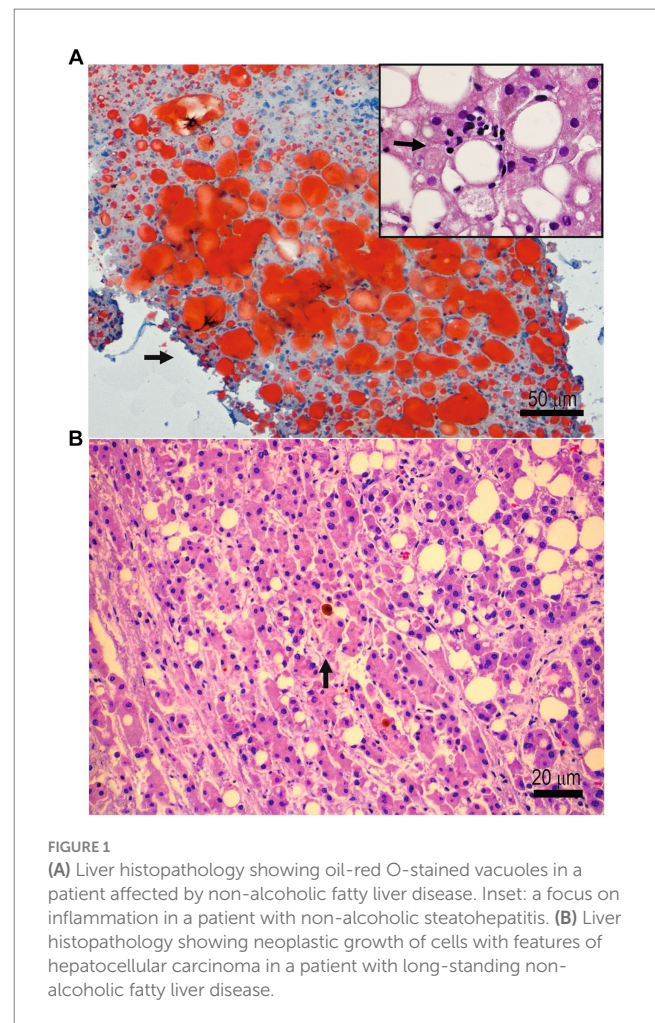 A
50 μm
B
20 μm
FIGURE 1
(A) Liver histopathology showing oil-red O-stained vacuoles in a
patient affected by non-alcoholic fatty liver disease. Inset: a focus on
inflammation in a patient with non-alcoholic steatohepatitis. (B) Liver
histopathology showing neoplastic growth of cells with features of
hepatocellular carcinoma in a patient with long-standing non-
alcoholic fatty liver disease.